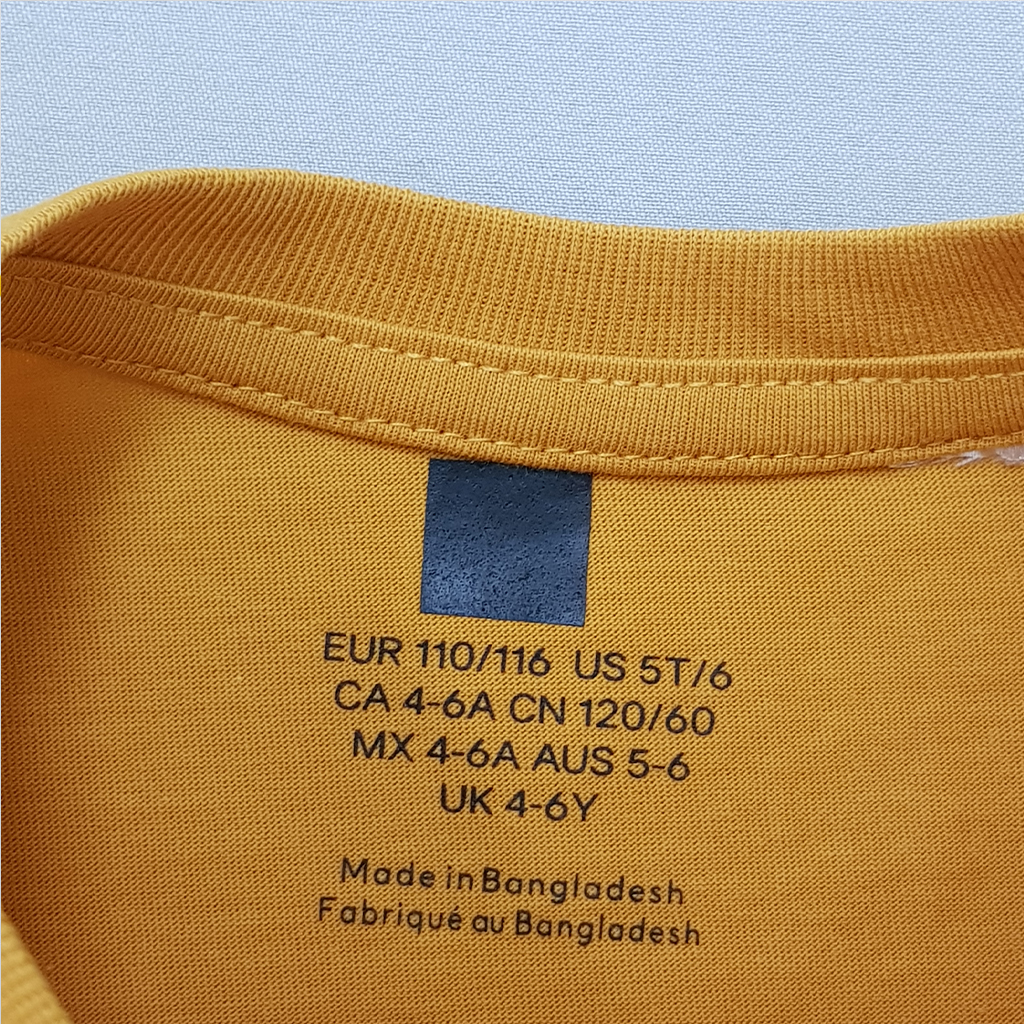 EUR 110/116 US 5T/6
CA 4-6A CN 120/60
MX 4-6A AUS 5-6
UK 4-6Y
Made in Bangladesh
Fabriqué au Bangladesh